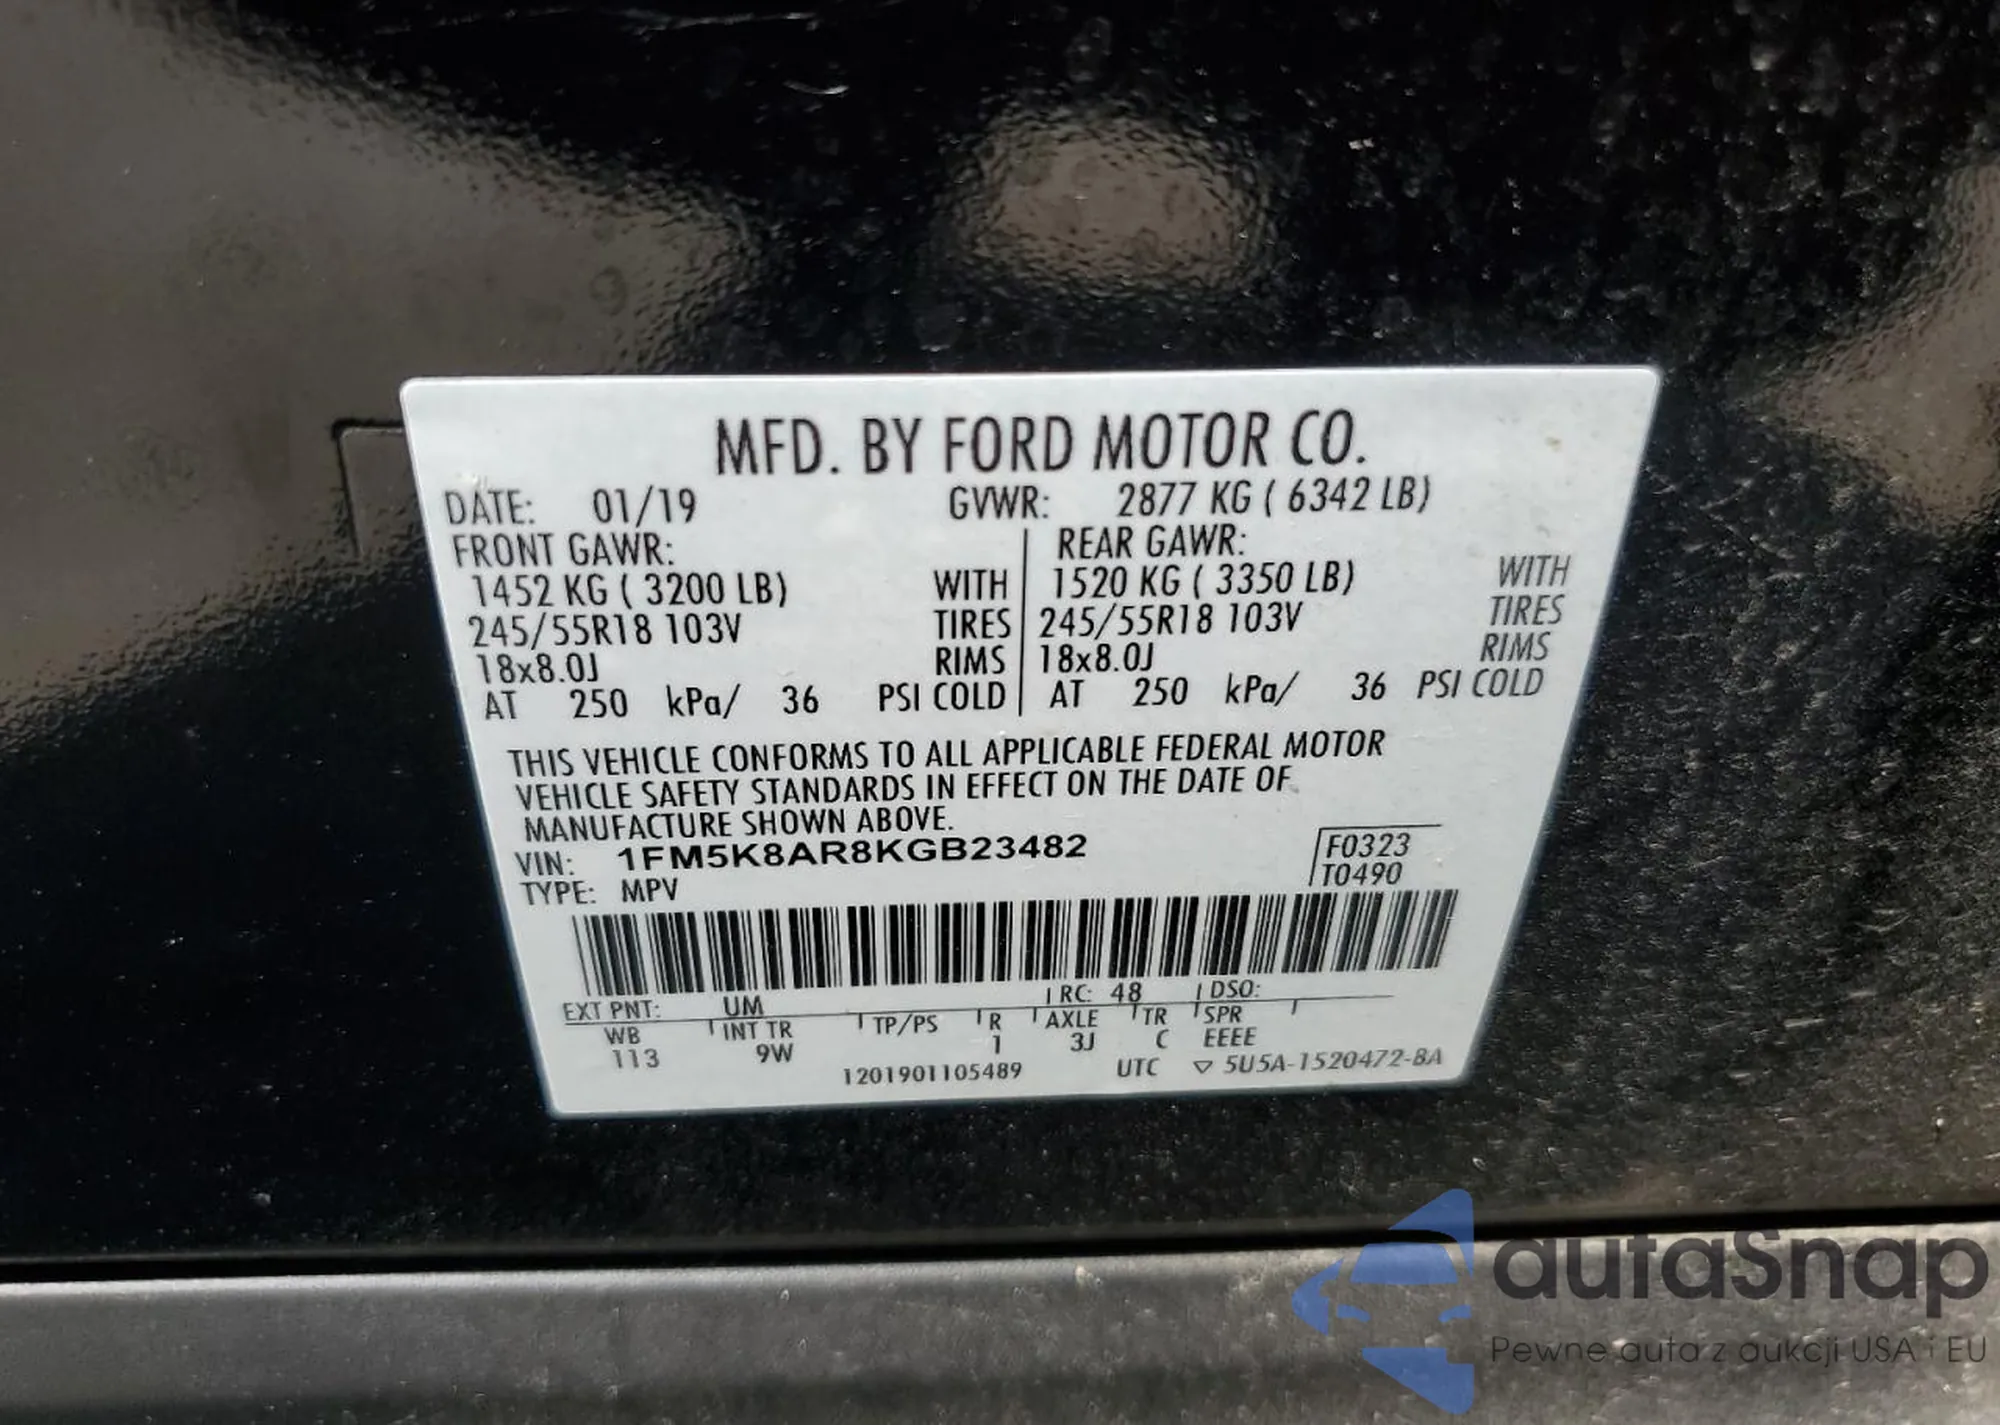 MFD. BY FORD MOTOR CO.
DATE: 01/19 GVWR: 2877 KG ( 6342 LB)
FRONT GAWR: REAR GAWR:
1452 KG ( 3200 LB) WITH 1520 KG ( 3350 LB) WITH
245/55R18 103V TIRES 245/55R18 103V TIRES
18x8.0J RIMS 18x8.0J RIMS
AT 250 kPa/ 36 PSI COLD AT 250 kPa/ 36 PSI COLD
THIS VEHICLE CONFORMS TO ALL APPLICABLE FEDERAL MOTOR
VEHICLE SAFETY STANDARDS IN EFFECT ON THE DATE OF
MANUFACTURE SHOWN ABOVE.
VIN: 1FM5K8AR8KGB23482 F0323
TYPE: MPV T0490
EXT PNT: UM RC: 48 DSO:
WB INT TR TP/PS R AXLE TR SPR
113 9W 1 3J C EEEE
1201901105489 UTC ▽ 5U5A-1520472-BA
autaSnap
Pewne auta z aukcji USA i EU